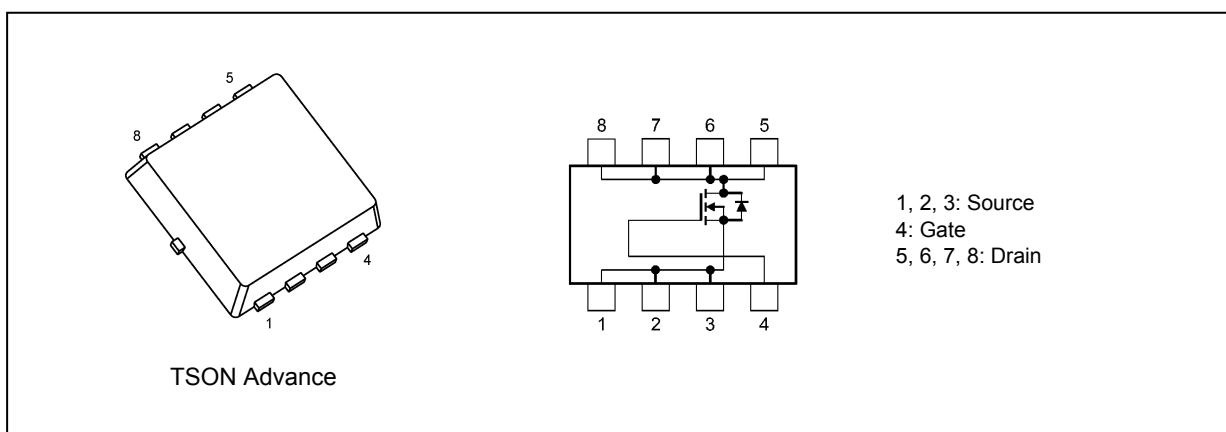 5
8
4
1
TSON Advance
8 7 6 5
1 2 3 4
1, 2, 3: Source
4: Gate
5, 6, 7, 8: Drain